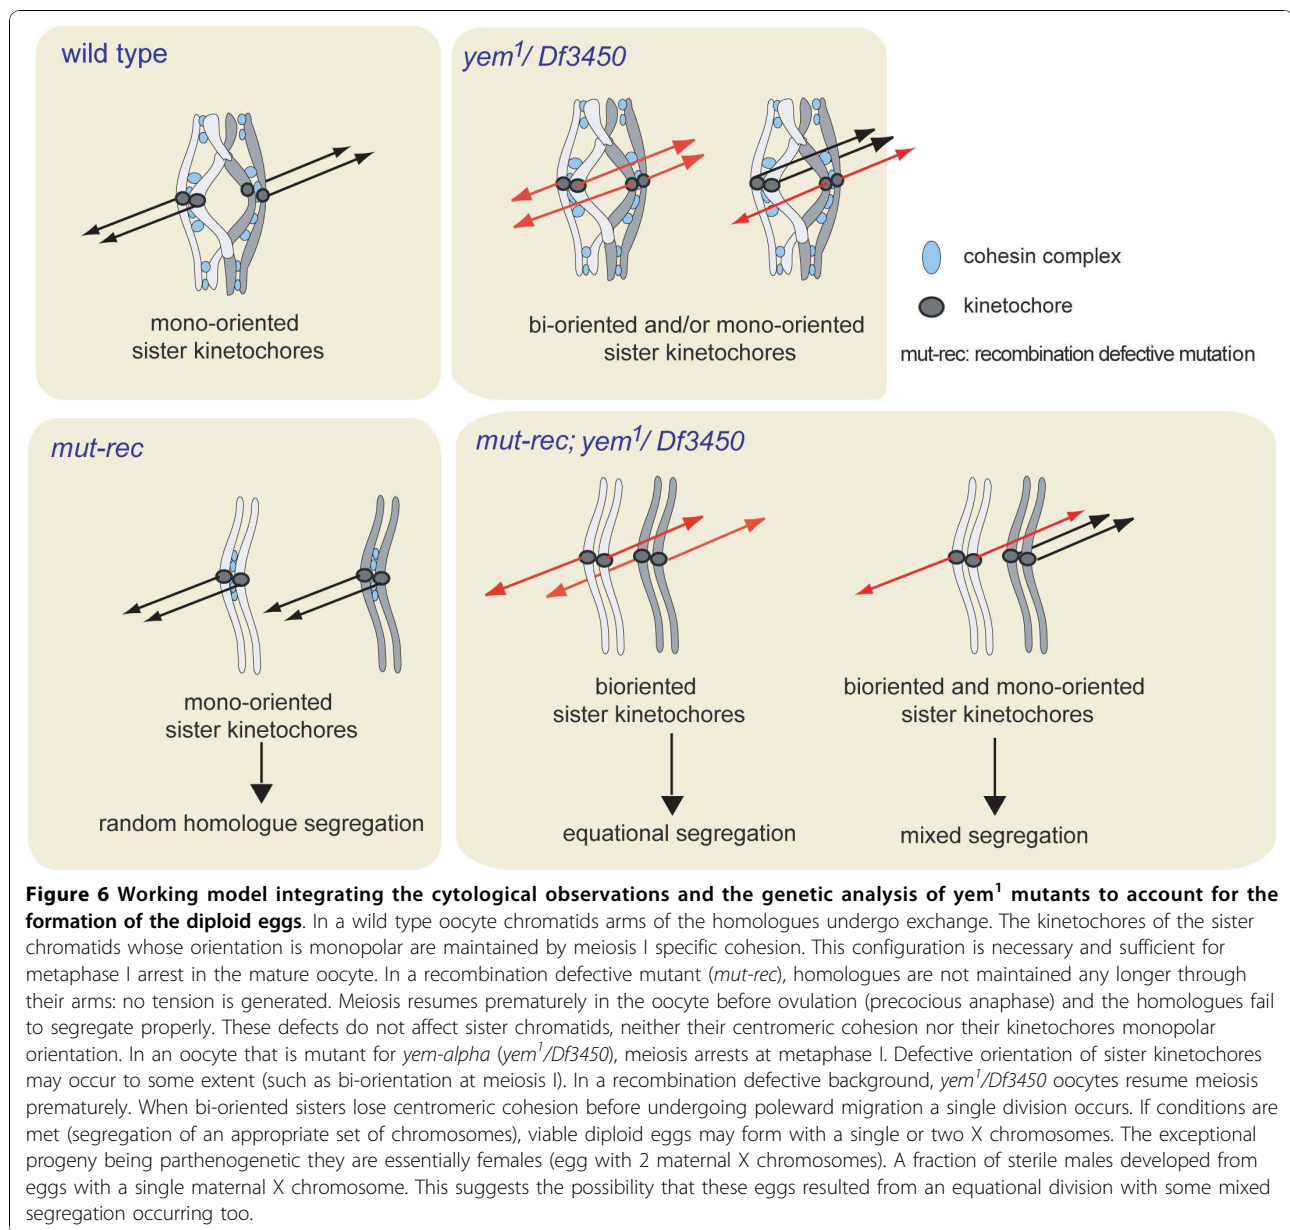 wild type
mono-oriented
sister kinetochores
yem1/ Df3450
bi-oriented and/or mono-oriented
sister kinetochores
cohesin complex
kinetochore
mut-rec: recombination defective mutation
mut-rec
mono-oriented
sister kinetochores
random homologue segregation
mut-rec; yem1/ Df3450
bioriented
sister kinetochores
equational segregation
bioriented and mono-oriented
sister kinetochores
mixed segregation
Figure 6 Working model integrating the cytological observations and the genetic analysis of yem1 mutants to account for the
formation of the diploid eggs. In a wild type oocyte chromatids arms of the homologues undergo exchange. The kinetochores of the sister
chromatids whose orientation is monopolar are maintained by meiosis I specific cohesion. This configuration is necessary and sufficient for
metaphase I arrest in the mature oocyte. In a recombination defective mutant (mut-rec), homologues are not maintained any longer through
their arms: no tension is generated. Meiosis resumes prematurely in the oocyte before ovulation (precocious anaphase) and the homologues fail
to segregate properly. These defects do not affect sister chromatids, neither their centromeric cohesion nor their kinetochores monopolar
orientation. In an oocyte that is mutant for yem-alpha (yem1/Df3450), meiosis arrests at metaphase I. Defective orientation of sister kinetochores
may occur to some extent (such as bi-orientation at meiosis I). In a recombination defective background, yem1/Df3450 oocytes resume meiosis
prematurely. When bi-oriented sisters lose centromeric cohesion before undergoing poleward migration a single division occurs. If conditions are
met (segregation of an appropriate set of chromosomes), viable diploid eggs may form with a single or two X chromosomes. The exceptional
progeny being parthenogenetic they are essentially females (egg with 2 maternal X chromosomes). A fraction of sterile males developed from
eggs with a single maternal X chromosome. This suggests the possibility that these eggs resulted from an equational division with some mixed
segregation occurring too.